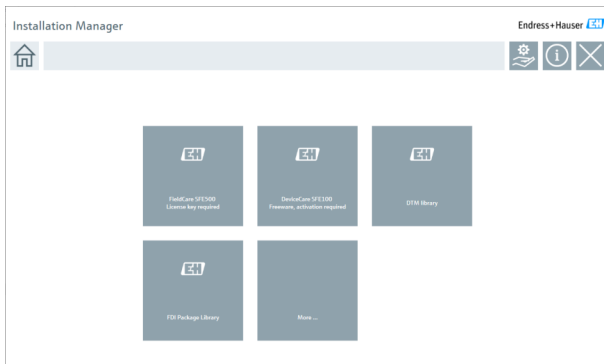 Installation Manager
Endress+Hauser EH
FieldCare SFE500
License key required
DeviceCare SFE100
Freeware, activation required
DTM library
FDI Package Library
More ...